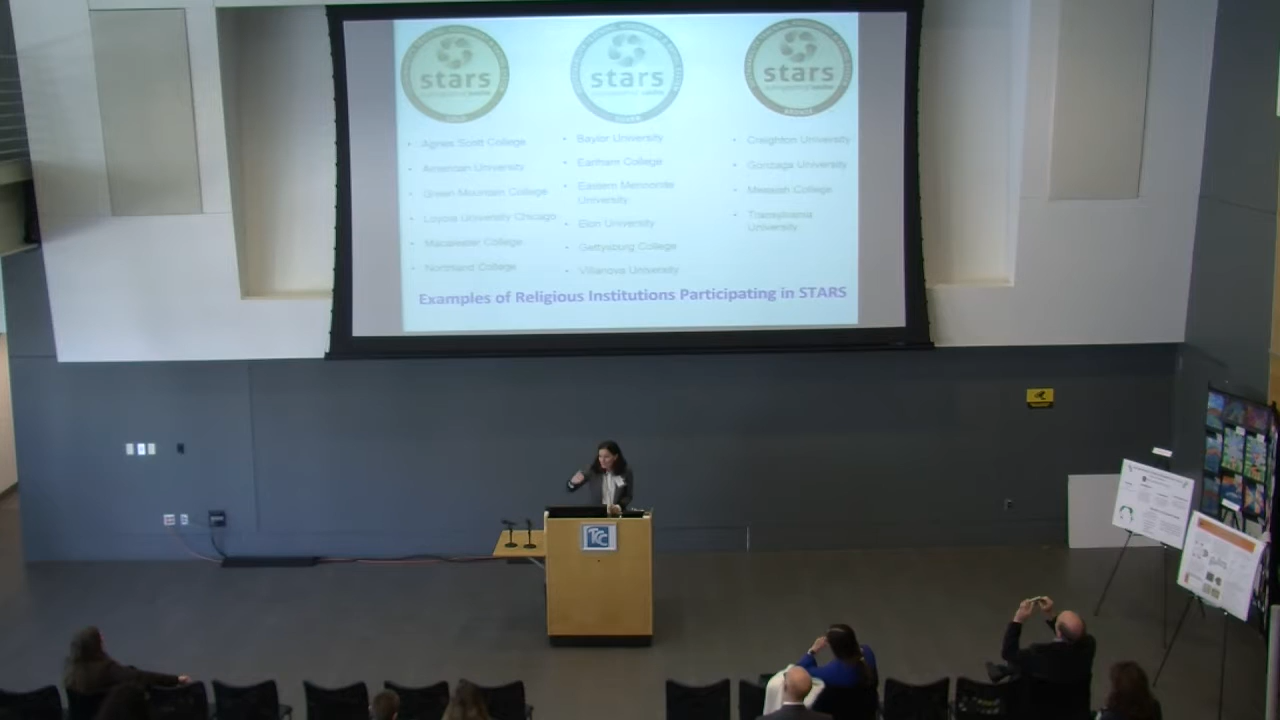 stars
stars
stars
Agnes Scott College
American University
Green Mountain College
Loyola University Chicago
Macalester College
Northland College
Baylor University
Earlham College
Eastern Mennonite
University
Elon University
Gettysburg College
Villanova University
Creighton University
Gonzaga University
Messiah College
Transylvania
University
Examples of Religious Institutions Participating in STARS
TCC